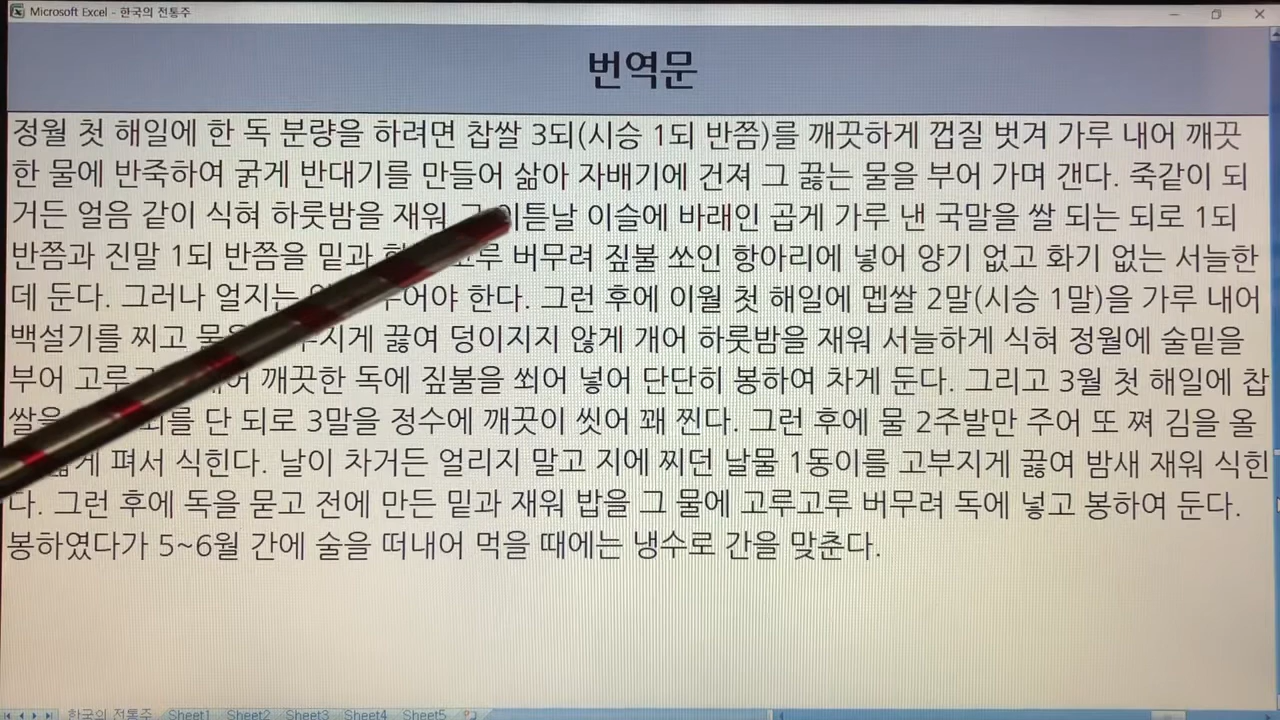 Microsoft Excel - 한국의 전통주
번역문
정월 첫 해일에 한 독 분량을 하려면 찹쌀 3되(시승 1되 반쯤)를 깨끗하게 껍질 벗겨 가루 내어 깨끗
한 물에 반죽하여 굵게 반대기를 만들어 삶아 자배기에 건져 그 끓는 물을 부어 가며 갠다. 죽같이 되
거든 얼음 같이 식혀 하룻밤을 재워 그 이튿날 이슬에 바래인 곱게 가루 낸 국말을 쌀 되는 되로 1되
반쯤과 진말 1되 반쯤을 밑과 버무려 짚불 쏘인 항아리에 넣어 양기 없고 화기 없는 서늘한
데 둔다. 그러나 얼지는 한다. 그런 후에 이월 첫 해일에 멥쌀 2말(시승 1말)을 가루 내어
백설기를 찌고 끓여 덩이지지 않게 개어 하룻밤을 재워 서늘하게 식혀 정월에 술밑을
부어 깨끗한 독에 짚불을 쐬어 넣어 단단히 봉하여 차게 둔다. 그리고 3월 첫 해일에 찹
쌀을 단 되로 3말을 정수에 깨끗이 씻어 꽤 찐다. 그런 후에 물 2주발만 주어 또 쪄 김을 올
펴서 식힌다. 날이 차거든 얼리지 말고 지에 찌던 날물 1동이를 고부지게 끓여 밤새 재워 식힌
다. 그런 후에 독을 묻고 전에 만든 밑과 재워 밥을 그 물에 고루고루 버무려 독에 넣고 봉하여 둔다.
봉하였다가 5~6월 간에 술을 떠내어 먹을 때에는 냉수로 간을 맞춘다.
한국의 전통주 Sheet1 Sheet2 Sheet3 Sheet4 Sheet5